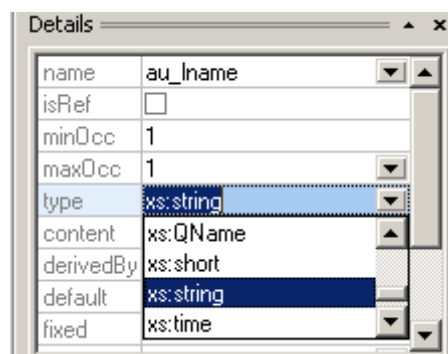 Details
name au_lname
isRef
minOcc 1
maxOcc 1
type xs:string
content xs:QName
derivedBy xs:short
default xs:string
fixed xs:time